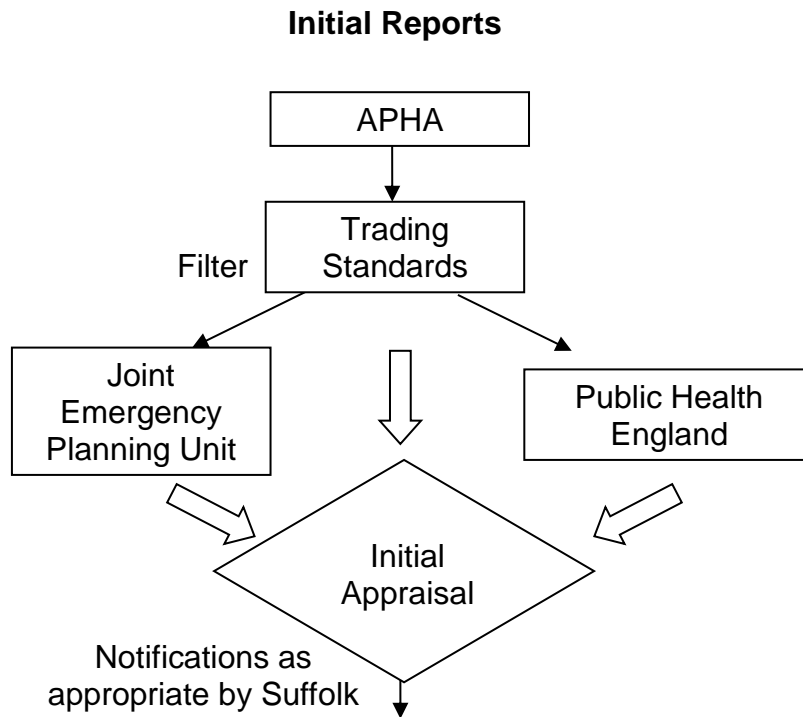 Initial Reports
APHA
Trading
Standards
Filter
Joint
Emergency
Planning Unit
Public Health
England
Initial
Appraisal
Notifications as
appropriate by Suffolk